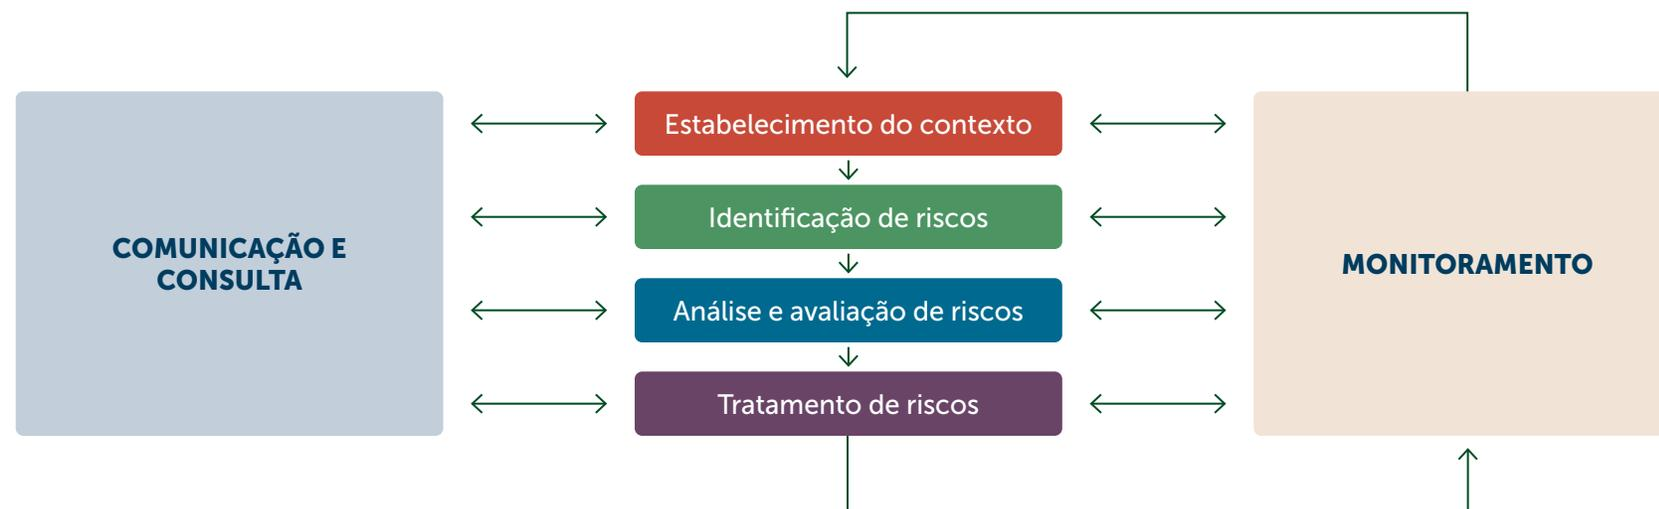 COMUNICAÇÃO E
CONSULTA
Estabelecimento do contexto
Identificação de riscos
Análise e avaliação de riscos
Tratamento de riscos
MONITORAMENTO